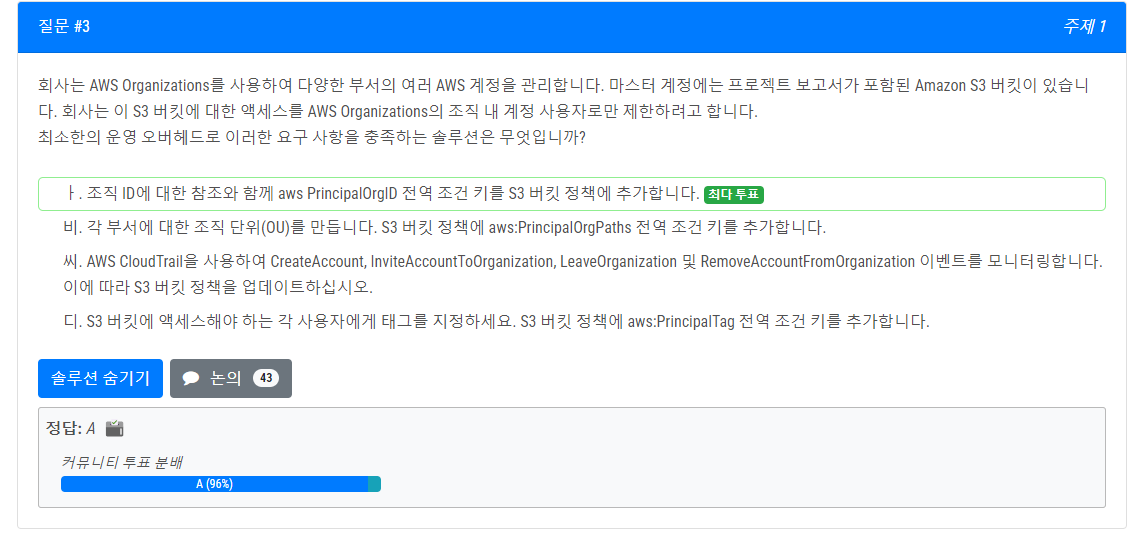 질문 #3
주제 1
회사는 AWS Organizations를 사용하여 다양한 부서의 여러 AWS 계정을 관리합니다. 마스터 계정에는 프로젝트 보고서가 포함된 Amazon S3 버킷이 있습니
다. 회사는 이 S3 버킷에 대한 액세스를 AWS Organizations의 조직 내 계정 사용자로만 제한하려고 합니다.
최소한의 운영 오버헤드로 이러한 요구 사항을 충족하는 솔루션은 무엇입니까?
ㅏ. 조직 ID에 대한 참조와 함께 aws PrincipalOrgID 전역 조건 키를 S3 버킷 정책에 추가합니다. 최다 투표
비. 각 부서에 대한 조직 단위(OU)를 만듭니다. S3 버킷 정책에 aws:PrincipalOrgPaths 전역 조건 키를 추가합니다.
씨. AWS CloudTrail을 사용하여 CreateAccount, InviteAccountToOrganization, LeaveOrganization 및 RemoveAccountFromOrganization 이벤트를 모니터링합니다.
이에 따라 S3 버킷 정책을 업데이트하십시오.
디. S3 버킷에 액세스해야 하는 각 사용자에게 태그를 지정하세요. S3 버킷 정책에 aws:PrincipalTag 전역 조건 키를 추가합니다.
솔루션 숨기기
논의 43
정답: A
커뮤니티 투표 분배
A (96%)